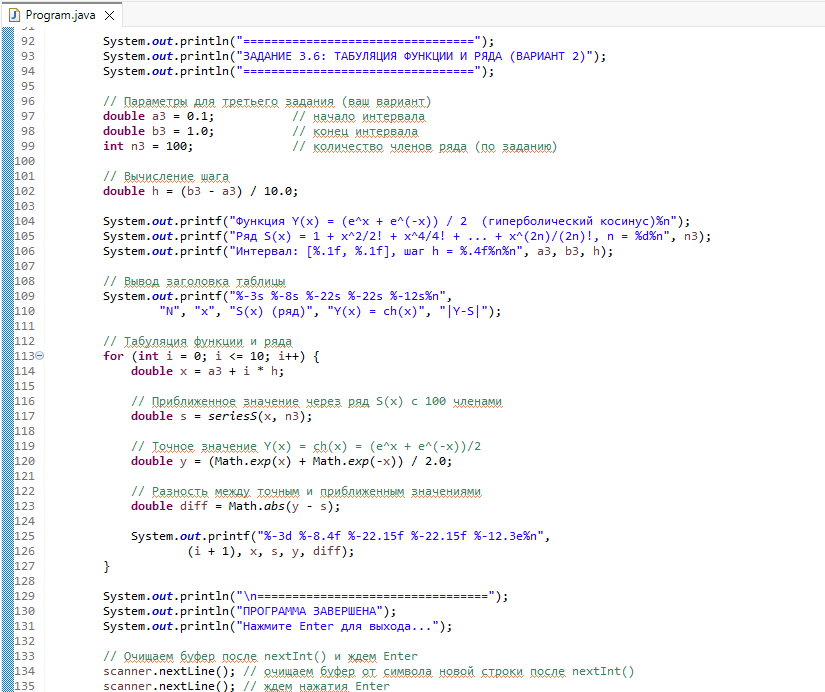 Program.java
91
92 System.out.println("=================================");
93 System.out.println("ЗАДАНИЕ 3.6: ТАБУЛЯЦИЯ ФУНКЦИИ И РЯДА (ВАРИАНТ 2)");
94 System.out.println("=================================");
95
96 // Параметры для третьего задания (ваш вариант)
97 double a3 = 0.1; // начало интервала
98 double b3 = 1.0; // конец интервала
99 int n3 = 100; // количество членов ряда (по заданию)
100
101 // Вычисление шага
102 double h = (b3 - a3) / 10.0;
103
104 System.out.printf("Функция Y(x) = (e^x + e^(-x)) / 2  (гиперболический косинус)%n");
105 System.out.printf("Ряд S(x) = 1 + x^2/2! + x^4/4! + ... + x^(2n)/(2n)!, n = %d%n", n3);
106 System.out.printf("Интервал: [%.1f, %.1f], шаг h = %.4f%n%n", a3, b3, h);
107
108 // Вывод заголовка таблицы
109 System.out.printf("%-3s %-8s %-22s %-22s %-12s%n",
110 "N", "x", "S(x) (ряд)", "Y(x) = ch(x)", "|Y-S|");
111
112 // Табуляция функции и ряда
113 for (int i = 0; i <= 10; i++) {
114 double x = a3 + i * h;
115
116 // Приближенное значение через ряд S(x) с 100 членами
117 double s = seriesS(x, n3);
118
119 // Точное значение Y(x) = ch(x) = (e^x + e^(-x))/2
120 double y = (Math.exp(x) + Math.exp(-x)) / 2.0;
121
122 // Разность между точным и приближенным значениями
123 double diff = Math.abs(y - s);
124
125 System.out.printf("%-3d %-8.4f %-22.15f %-22.15f %-12.3e%n",
126 (i + 1), x, s, y, diff);
127 }
128
129 System.out.println("\n=================================");
130 System.out.println("ПРОГРАММА ЗАВЕРШЕНА");
131 System.out.println("Нажмите Enter для выхода...");
132
133 // Очищаем буфер после nextInt() и ждем Enter
134 scanner.nextLine(); // очищаем буфер от символа новой строки после nextInt()
135 scanner.nextLine(); // ждем нажатия Enter